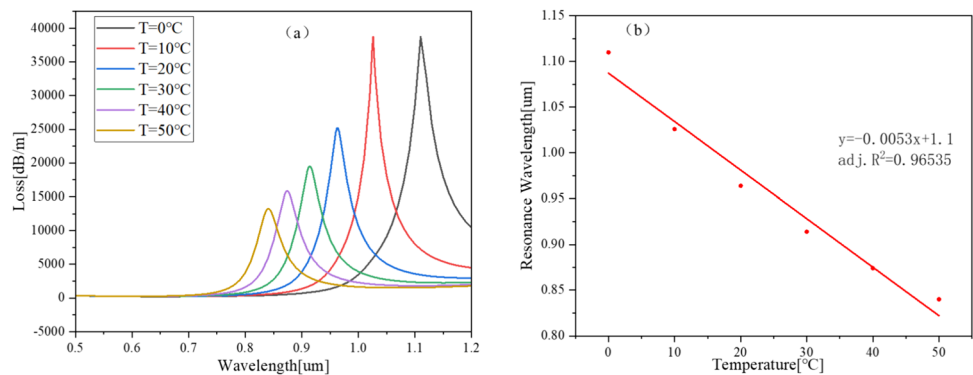 (a)
T=0℃
T=10℃
T=20℃
T=30℃
T=40℃
T=50℃
Loss[dB/m]
40000
35000
30000
25000
20000
15000
10000
5000
0
-5000
0.5 0.6 0.7 0.8 0.9 1.0 1.1 1.2
Wavelength[um]
(b)
Resonance Wavelength[um]
1.15
1.10
1.05
1.00
0.95
0.90
0.85
0.80
y=-0.0053x+1.1
adj.R²=0.96535
0 10 20 30 40 50
Temperature[℃]